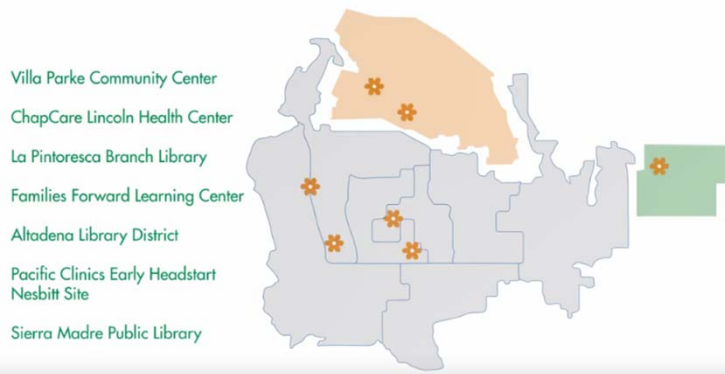 Villa Parke Community Center
ChapCare Lincoln Health Center
La Pintoresca Branch Library
Families Forward Learning Center
Altadena Library District
Pacific Clinics Early Headstart
Nesbitt Site
Sierra Madre Public Library